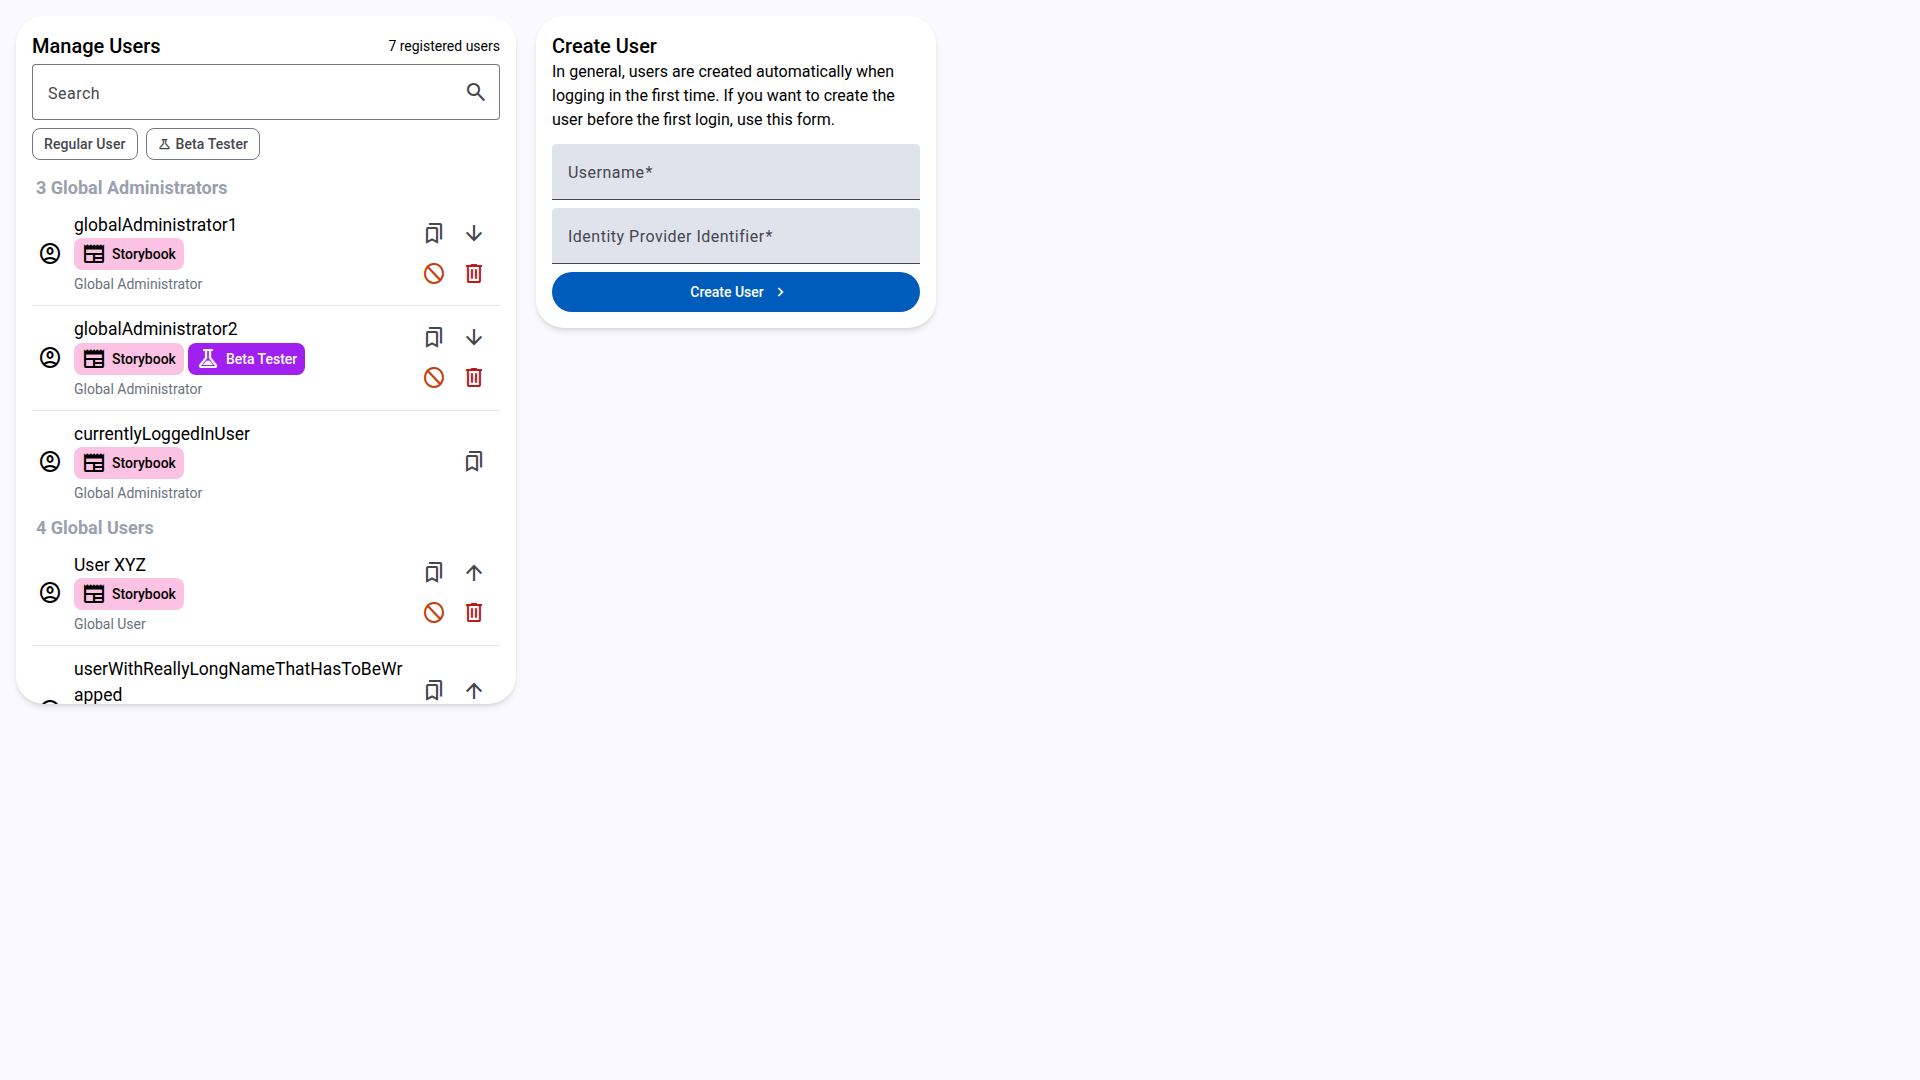 Manage Users
7 registered users
Search
Regular User
Beta Tester
3 Global Administrators
globalAdministrator1
Storybook
Global Administrator
globalAdministrator2
Storybook
Beta Tester
Global Administrator
currentlyLoggedInUser
Storybook
Global Administrator
4 Global Users
User XYZ
Storybook
Global User
userWithReallyLongNameThatHasToBeWr
apped
Create User
In general, users are created automatically when
logging in the first time. If you want to create the
user before the first login, use this form.
Username*
Identity Provider Identifier*
Create User